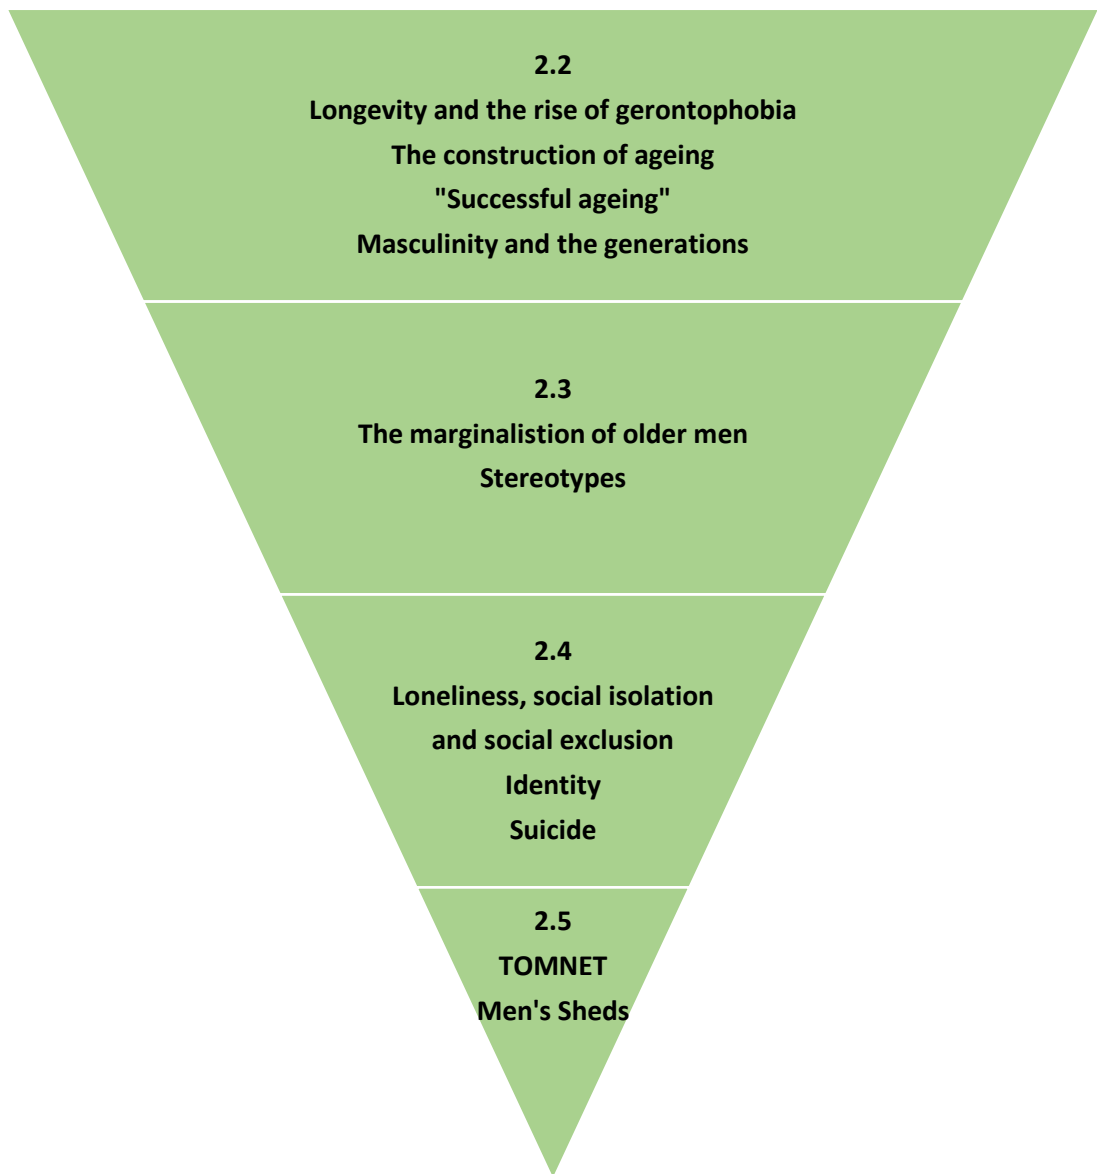 2.2
Longevity and the rise of gerontophobia
The construction of ageing
"Successful ageing"
Masculinity and the generations
2.3
The marginalistion of older men
Stereotypes
2.4
Loneliness, social isolation
and social exclusion
Identity
Suicide
2.5
TOMNET
Men's Sheds